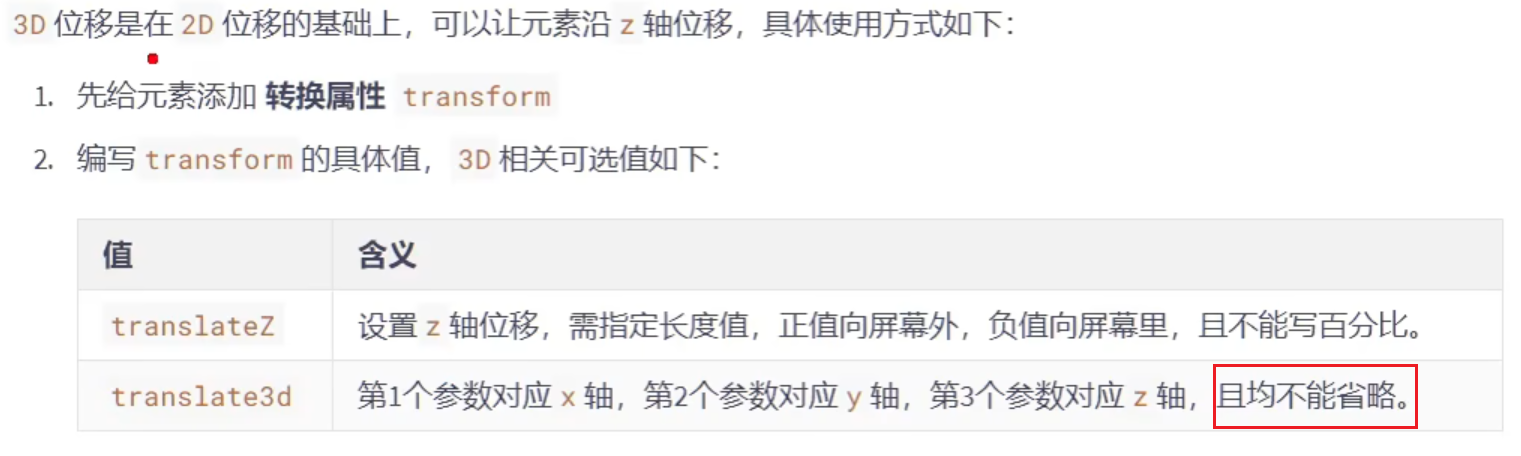 3D 位移是在 2D 位移的基础上，可以让元素沿 z 轴位移，具体使用方式如下：
1. 先给元素添加 转换属性 transform
2. 编写 transform 的具体值， 3D 相关可选值如下：
值 含义
translateZ 设置 z 轴位移，需指定长度值，正值向屏幕外，负值向屏幕里，且不能写百分比。
translate3d 第1个参数对应 x 轴，第2个参数对应 y 轴，第3个参数对应 z 轴，且均不能省略。